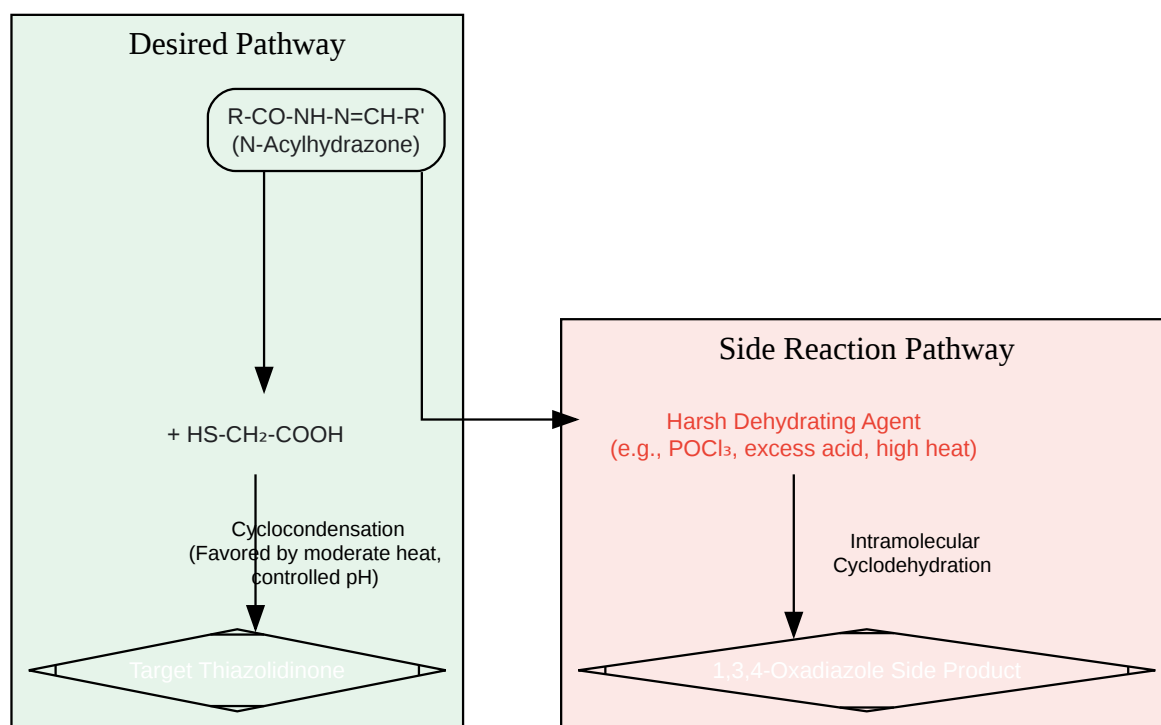 Desired Pathway
R-CO-NH-N=CH-R'
(N-Acylhydrazone)
+ HS-CH₂-COOH
Cyclocondensation
(Favored by moderate heat,
controlled pH)
Target Thiazolidinone
Side Reaction Pathway
Harsh Dehydrating Agent
(e.g., POCl₃, excess acid, high heat)
Intramolecular
Cyclodehydration
1,3,4-Oxadiazole Side Product